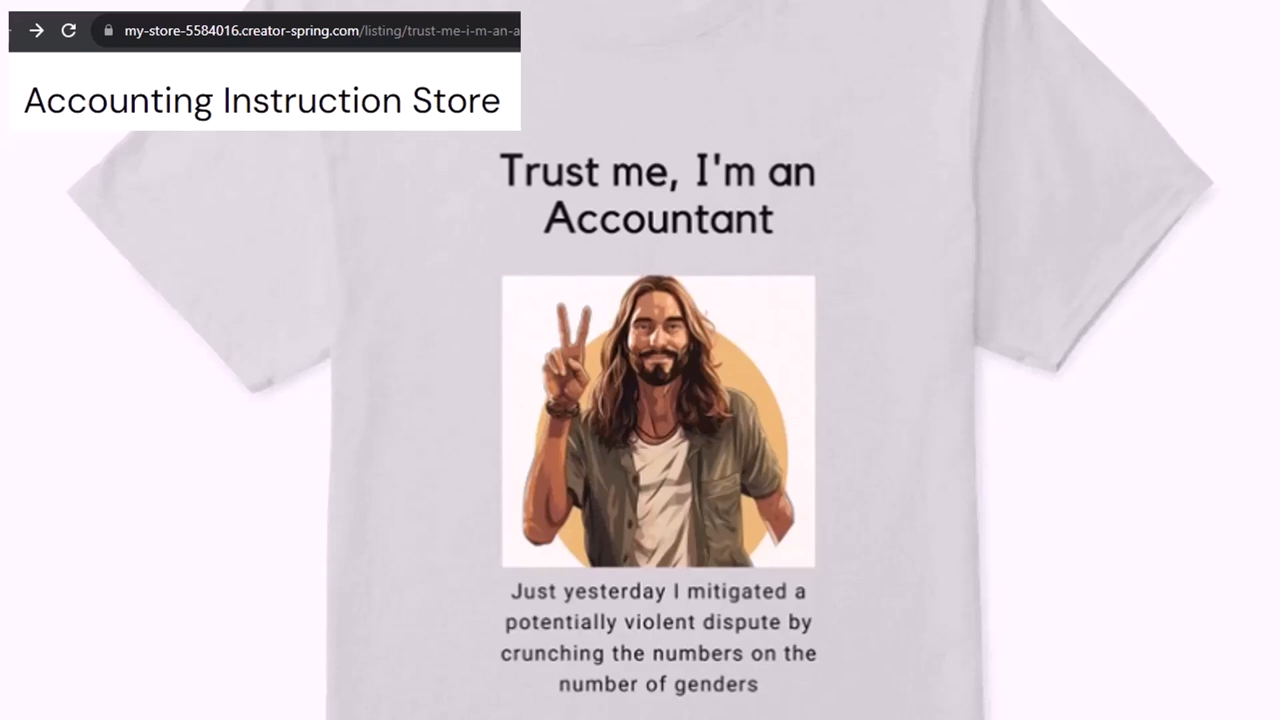 my-store-5584016.creator-spring.com/listing/trust-me-i-m-an-a
Accounting Instruction Store
Trust me, I'm an
Accountant
Just yesterday I mitigated a
potentially violent dispute by
crunching the numbers on the
number of genders